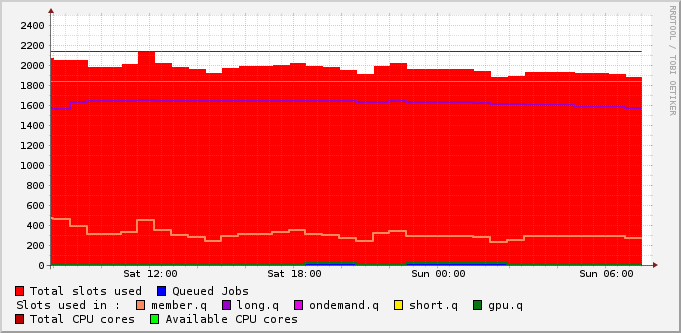 RRDTOOL / TOBI OETIKER
2400
2200
2000
1800
1600
1400
1200
1000
800
600
400
200
0
Sat 12:00 Sat 18:00 Sun 00:00 Sun 06:00
Total slots used Queued Jobs
Slots used in : member.q long.q ondemand.q short.q gpu.q
Total CPU cores Available CPU cores